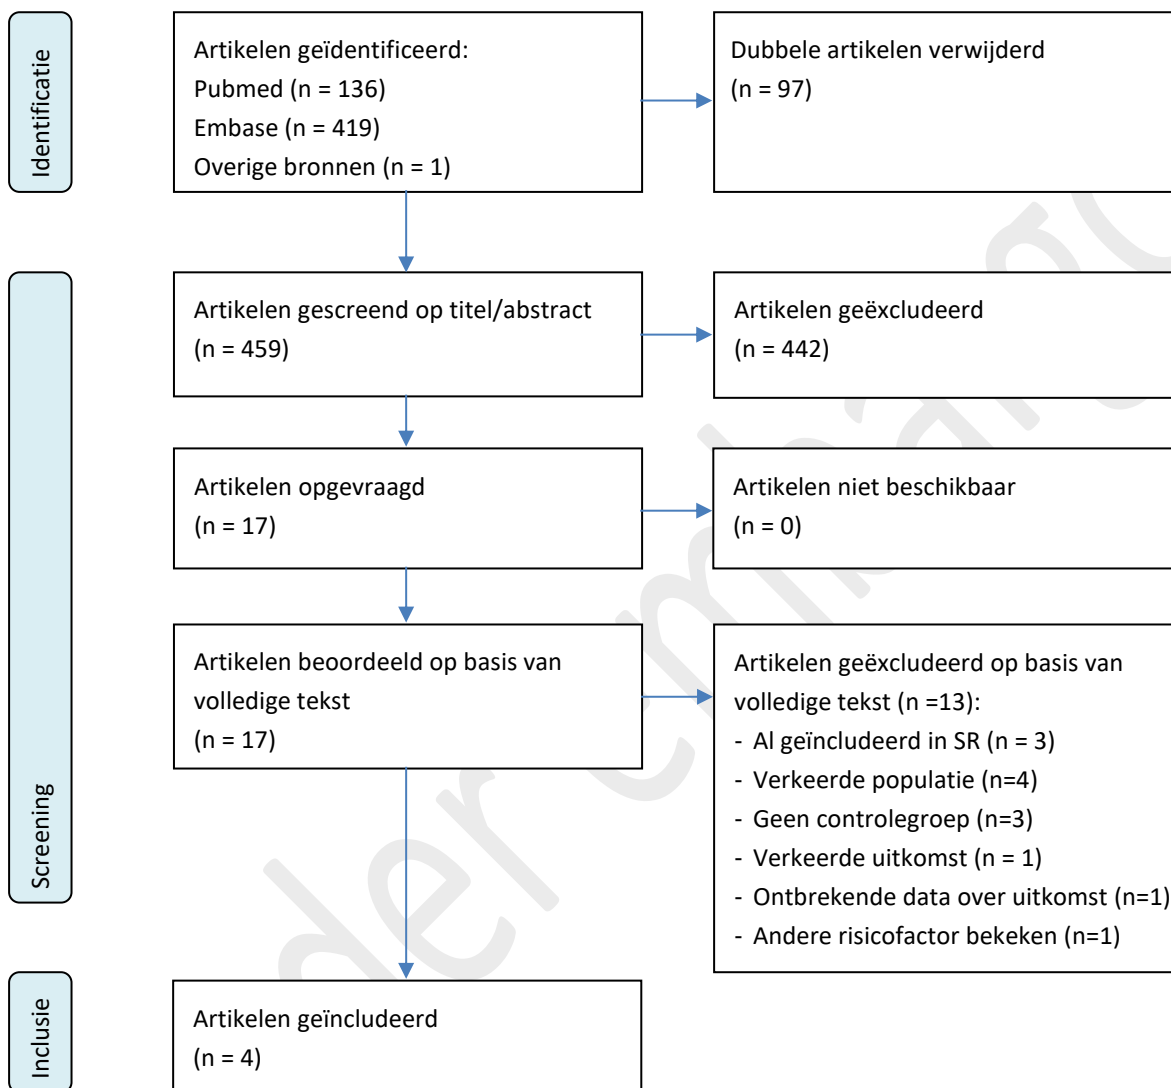 Identificatie
Artikelen geïdentificeerd:
Pubmed (n = 136)
Embase (n = 419)
Overige bronnen (n = 1)
Dubbele artikelen verwijderd
(n = 97)
Screening
Artikelen gescreend op titel/abstract
(n = 459)
Artikelen geëxcludeerd
(n = 442)
Artikelen opgevraagd
(n = 17)
Artikelen niet beschikbaar
(n = 0)
Artikelen beoordeeld op basis van
volledige tekst
(n = 17)
Artikelen geëxcludeerd op basis van
volledige tekst (n =13):
- Al geïncludeerd in SR (n = 3)
- Verkeerde populatie (n=4)
- Geen controlegroep (n=3)
- Verkeerde uitkomst (n = 1)
- Ontbrekende data over uitkomst (n=1)
- Andere risicofactor bekeken (n=1)
Inclusie
Artikelen geïncludeerd
(n = 4)
der embargo